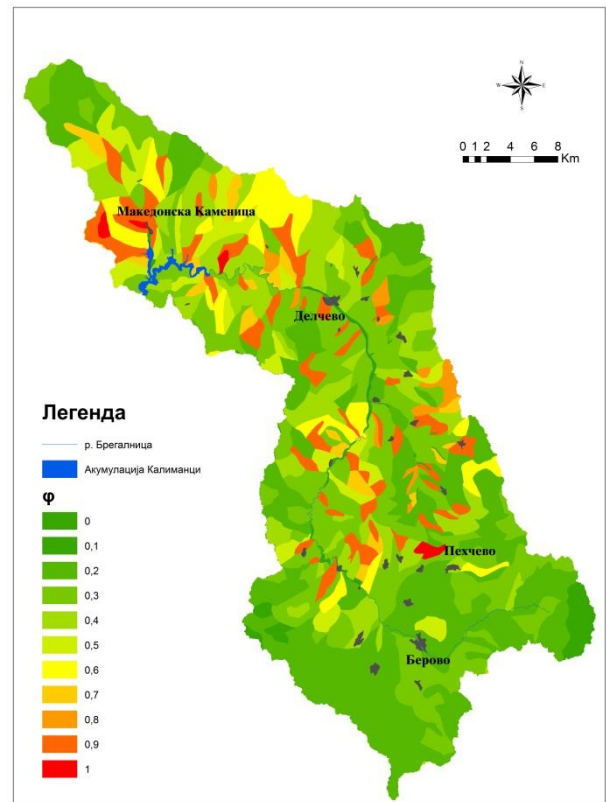 N
W E
S
0 1 2 4 6 8
Km
Македонска Каменица
Делчево
Пехчево
Берово
Легенда
р. Брегалница
Акумулација Калиманци
φ
0
0,1
0,2
0,3
0,4
0,5
0,6
0,7
0,8
0,9
1